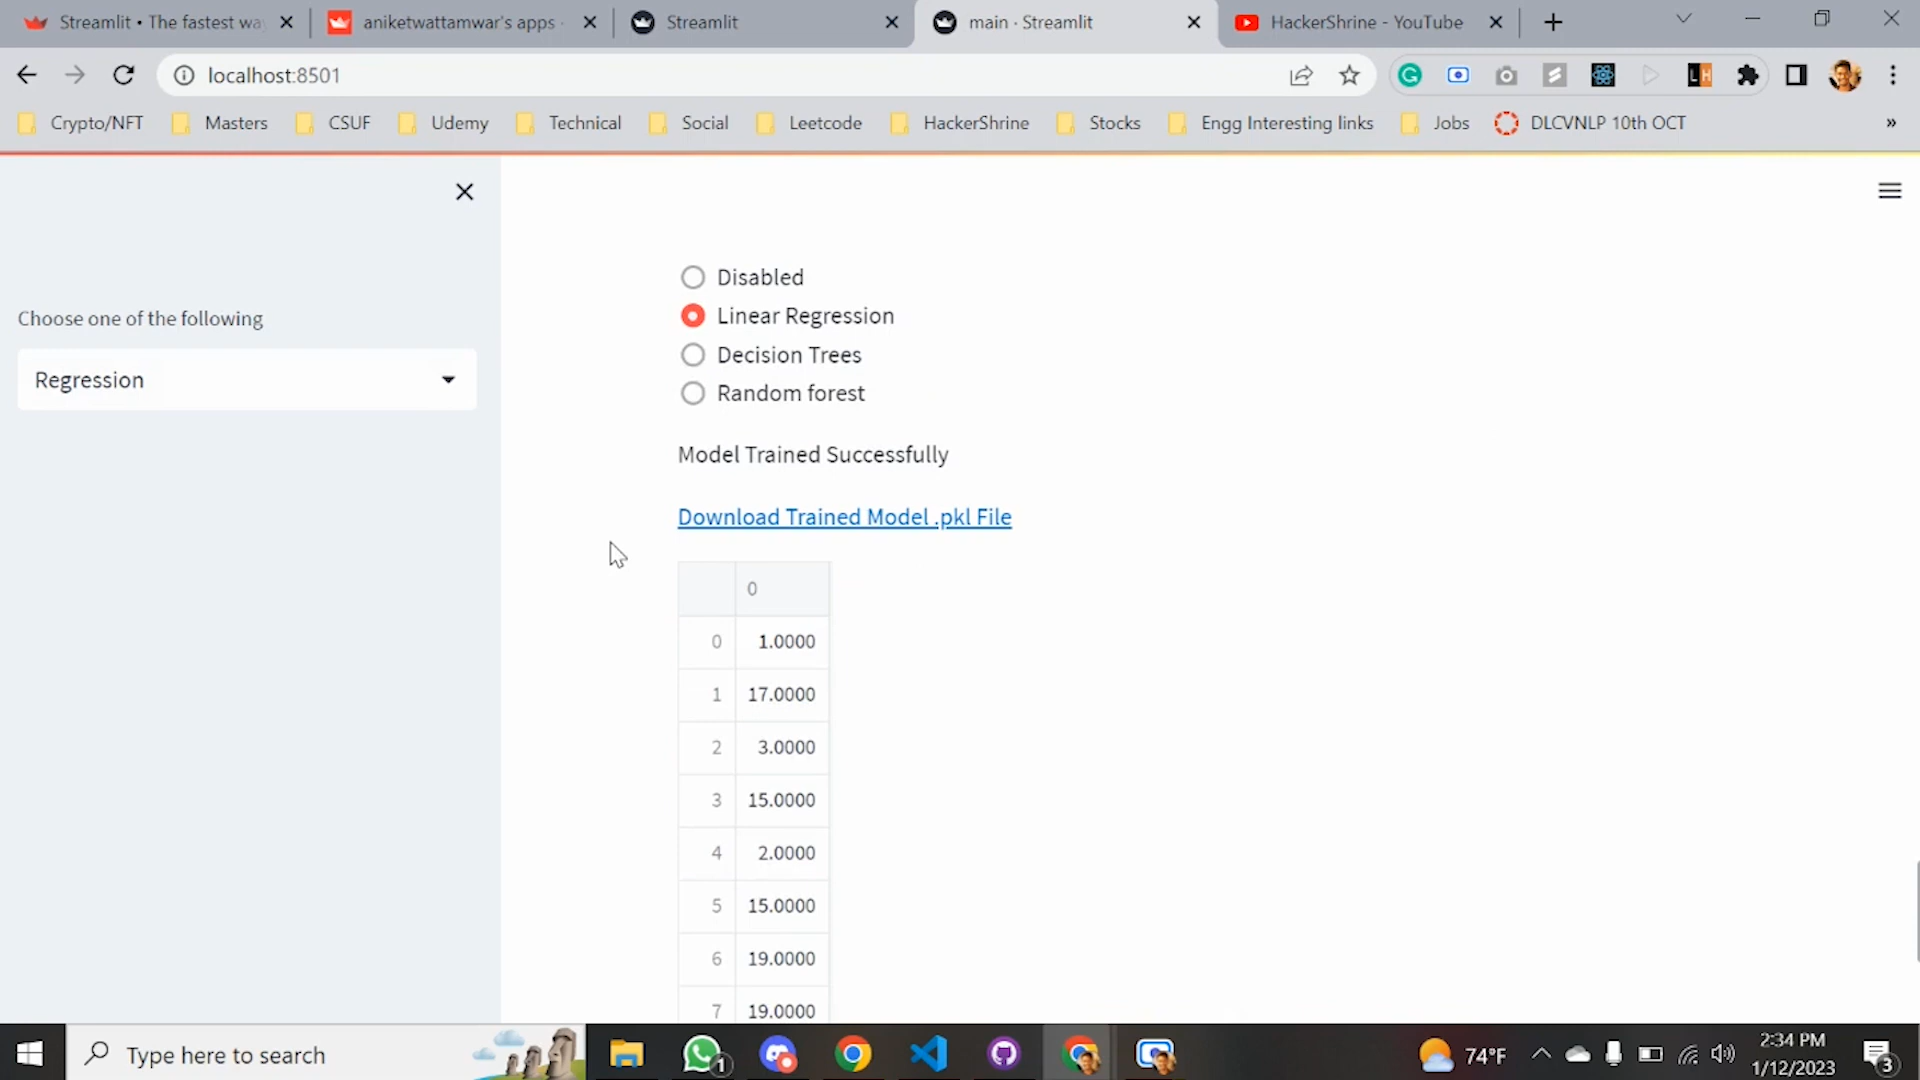 Streamlit • The fastest wa
aniketwattamwar's apps ·
Streamlit
main · Streamlit
HackerShrine - YouTube
localhost:8501
Crypto/NFT
Masters
CSUF
Udemy
Technical
Social
Leetcode
HackerShrine
Stocks
Engg Interesting links
Jobs
DLCVNLP 10th OCT
»
Choose one of the following
Regression
Disabled
Linear Regression
Decision Trees
Random forest
Model Trained Successfully
Download Trained Model .pkl File
0
0 1.0000
1 17.0000
2 3.0000
3 15.0000
4 2.0000
5 15.0000
6 19.0000
7 19.0000
Type here to search
1
74°F
2:34 PM
1/12/2023
3